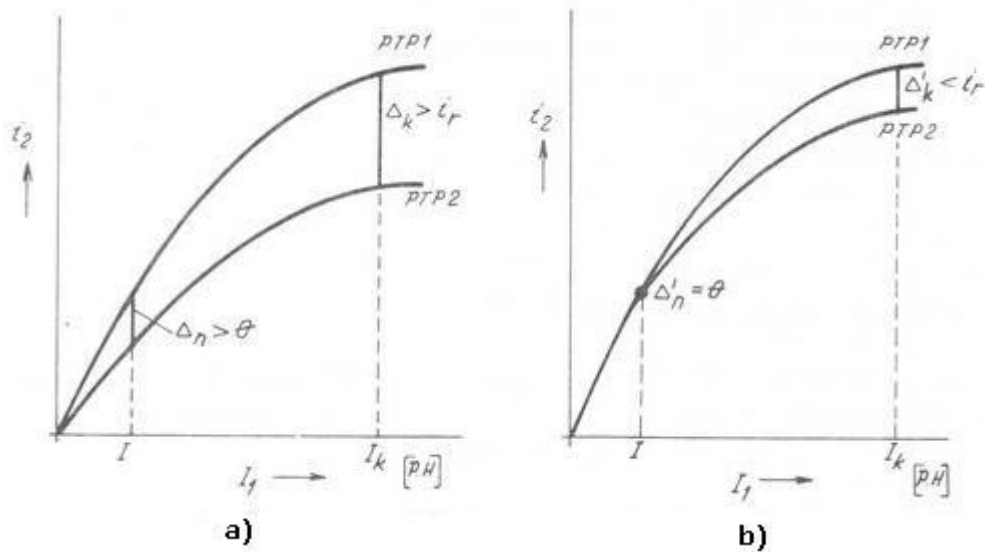 PTP1
i₂
Δₖ > iᵣ
PTP2
Δₙ > θ
I
Iₖ
I₁
[PH]
a)
PTP1
i₂
Δ'ₖ < iᵣ
PTP2
Δ'ₙ = θ
I
Iₖ
I₁
[PH]
b)